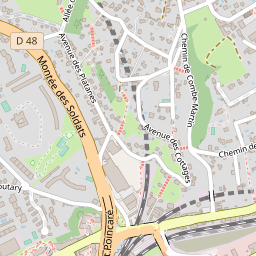 Allée d
D 48
Avenue des Platanes
Montée des Soldats
Chemin de Combe-Martin
Avenue des Cottages
Chemin de
outary
t Poincaré